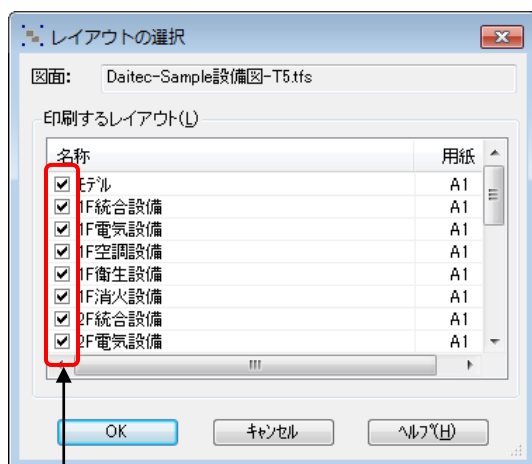 レイアウトの選択
図面: Daitec-Sample設備図-T5.tfs
印刷するレイアウト(L)
名称 用紙
モデル A1
1F統合設備 A1
1F電気設備 A1
1F空調設備 A1
1F衛生設備 A1
1F消火設備 A1
2F統合設備 A1
2F電気設備 A1
OK キャンセル ヘルプ(H)